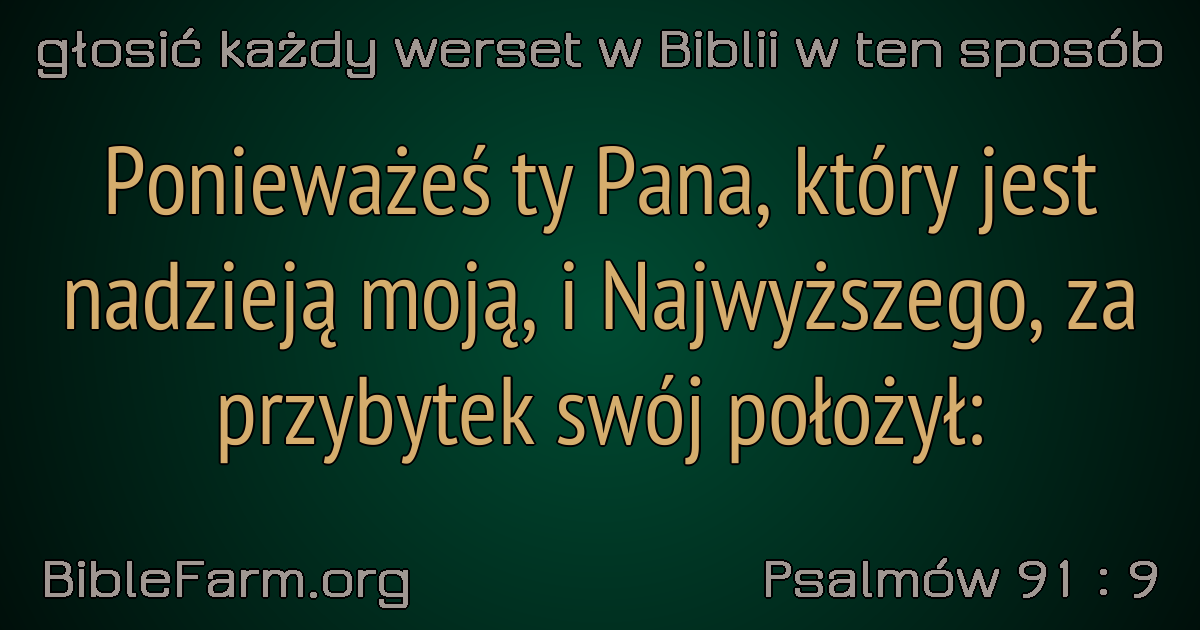 głosić każdy werset w Biblii w ten sposób
Ponieważeś ty Pana, który jest
nadzieją moją, i Najwyższego, za
przybytek swój położył:
BibleFarm.org
Psalmów 91 : 9